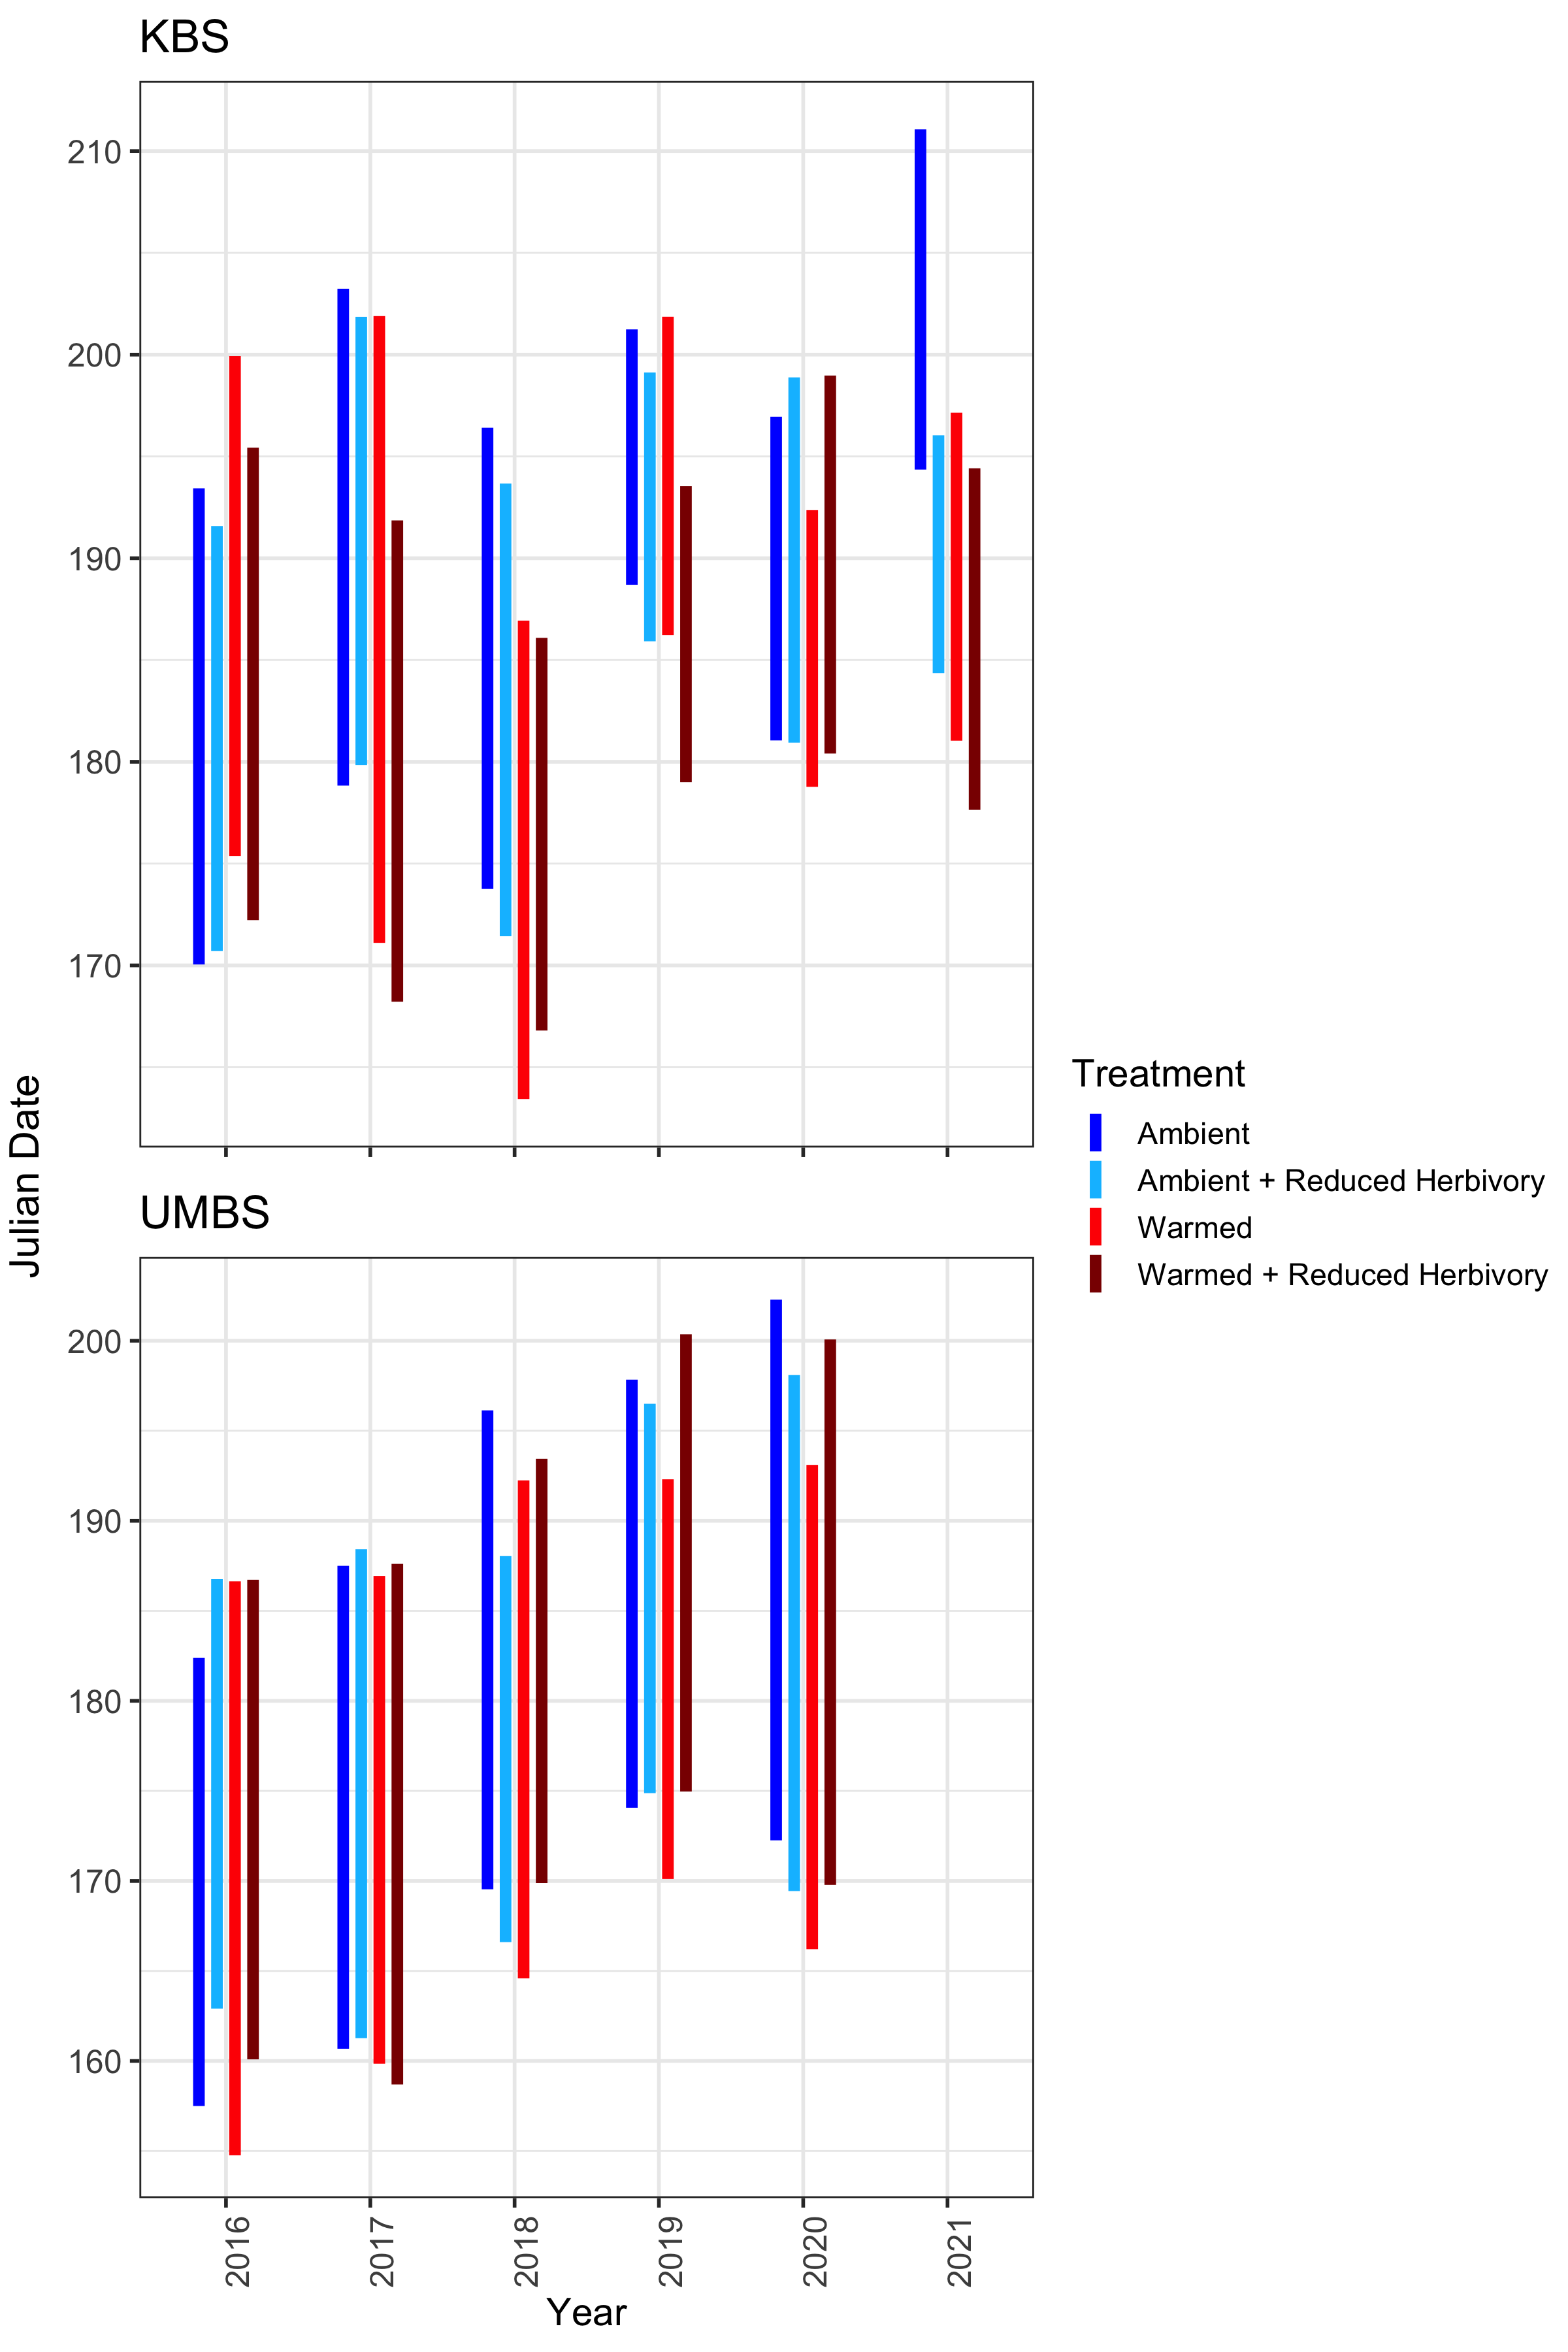 KBS
210
200
190
180
170
Julian Date
UMBS
200
190
180
170
160
2016
2017
2018
2019
2020
2021
Year
Treatment
Ambient
Ambient + Reduced Herbivory
Warmed
Warmed + Reduced Herbivory